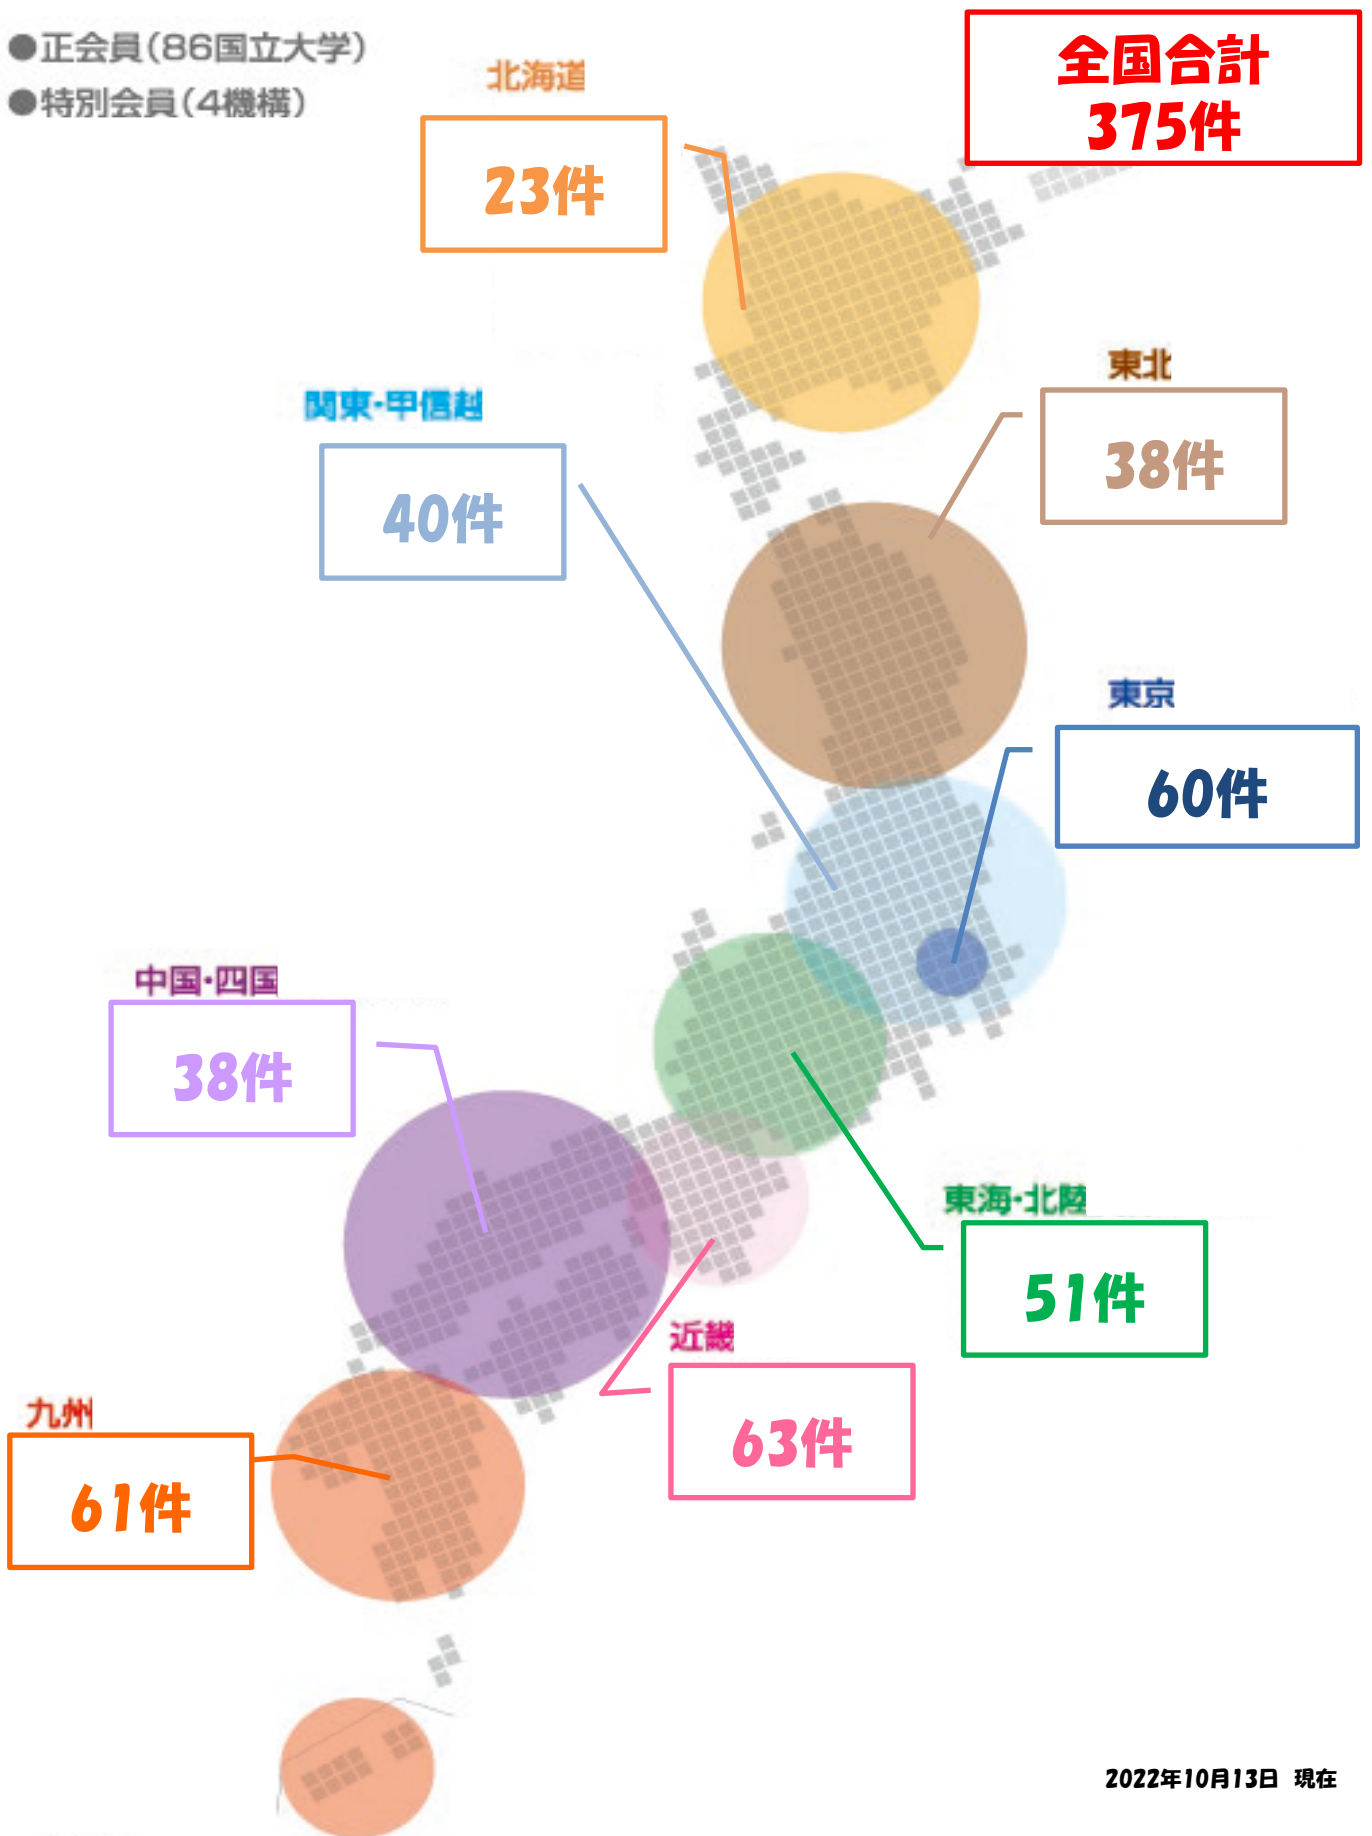 ●正会員(86国立大学)
●特別会員(4機構)
全国合計
375件
北海道
23件
東北
38件
関東・甲信越
40件
東京
60件
中国・四国
38件
東海・北陸
51件
近畿
63件
九州
61件
2022年10月13日 現在